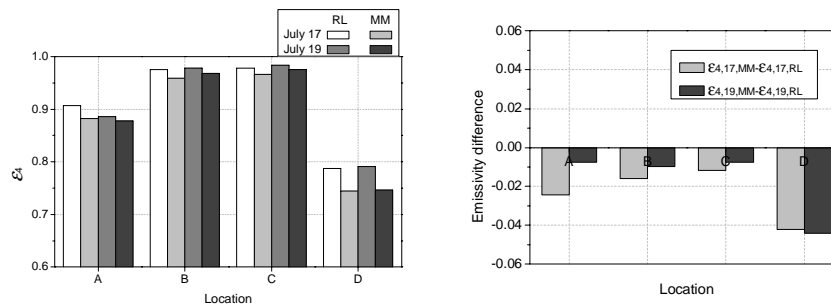 RL MM
July 17
July 19
1.0
0.9
0.8
0.7
0.6
ε4
A B C D
Location
0.06
0.04
0.02
0.00
-0.02
-0.04
-0.06
Emissivity difference
ε4,17,MM-ε4,17,RL
ε4,19,MM-ε4,19,RL
A B C D
Location